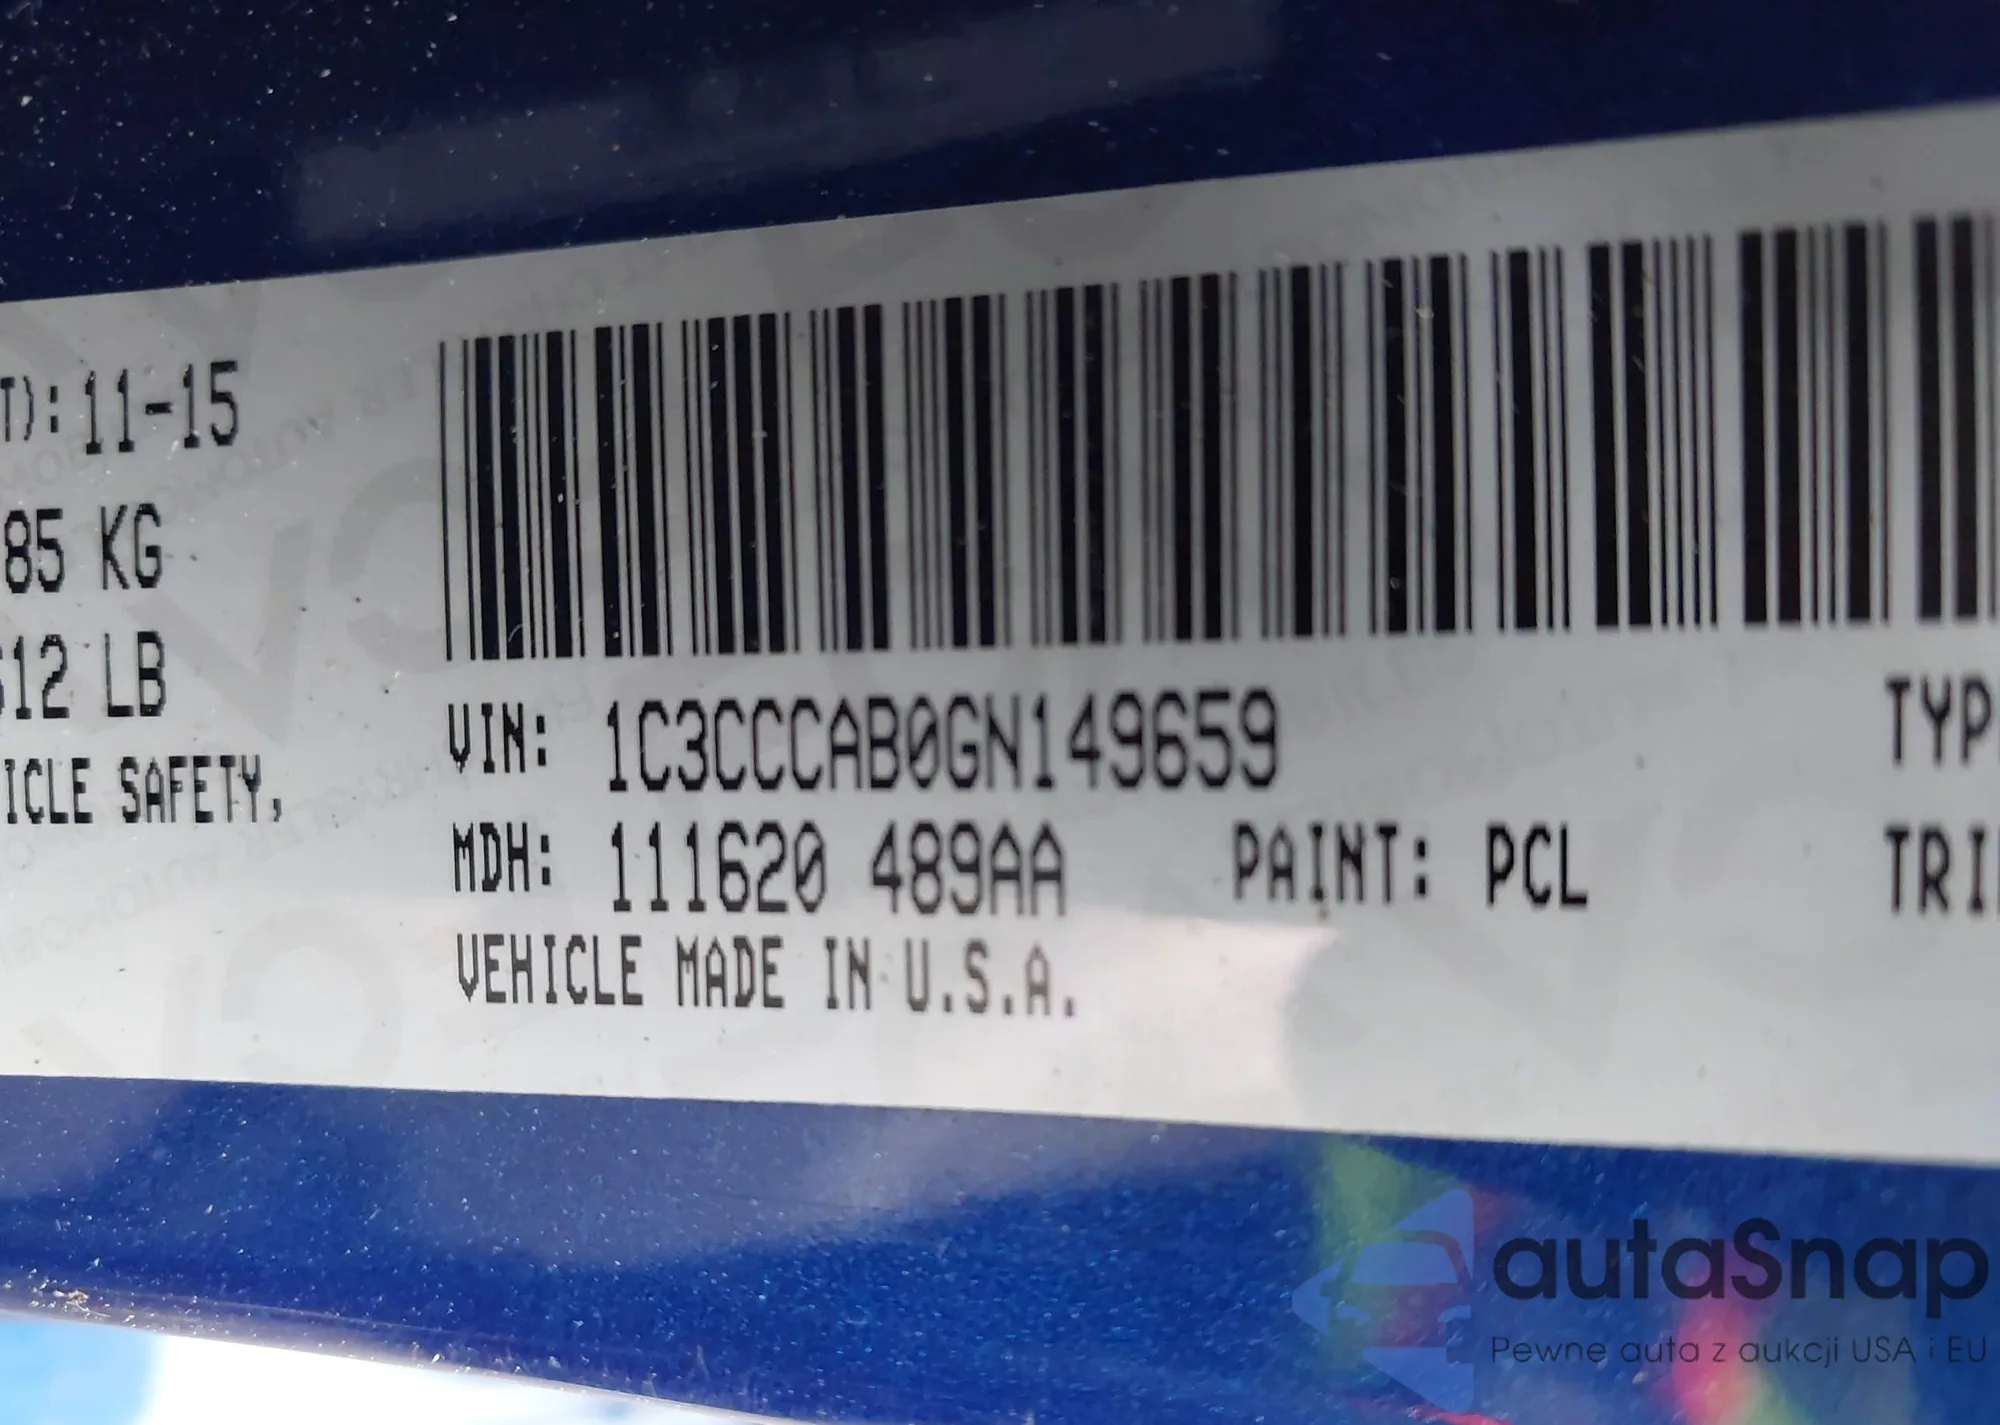 T): 11-15
85 KG
612 LB
ICLE SAFETY,
VIN: 1C3CCCAB0GN149659
TYP
MDH: 111620 489AA PAINT: PCL
TRI
VEHICLE MADE IN U.S.A.
autaSnap
Pewne auta z aukcji USA i EU